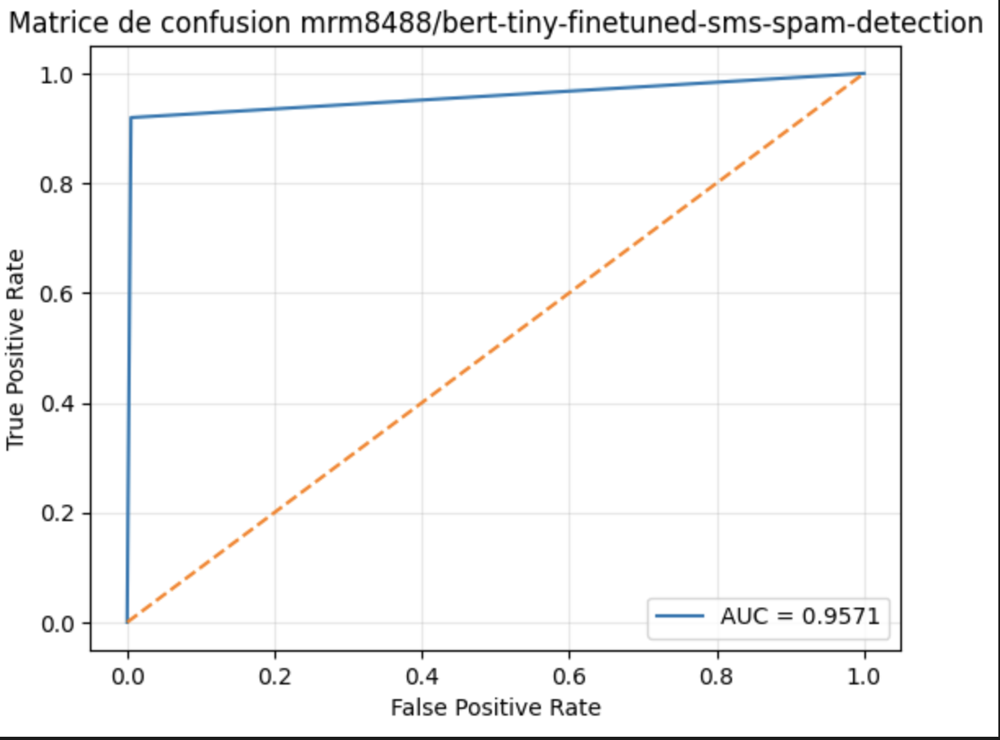 Matrice de confusion mrm8488/bert-tiny-finetuned-sms-spam-detection
True Positive Rate
1.0
0.8
0.6
0.4
0.2
0.0
AUC = 0.9571
0.0 0.2 0.4 0.6 0.8 1.0
False Positive Rate